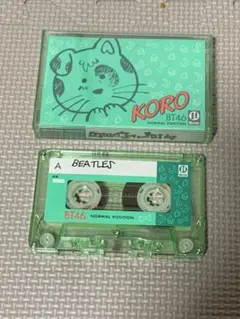 KORO
BT46
NORMAL POSITION
A BEATLES
BT46 NORMAL POSITION